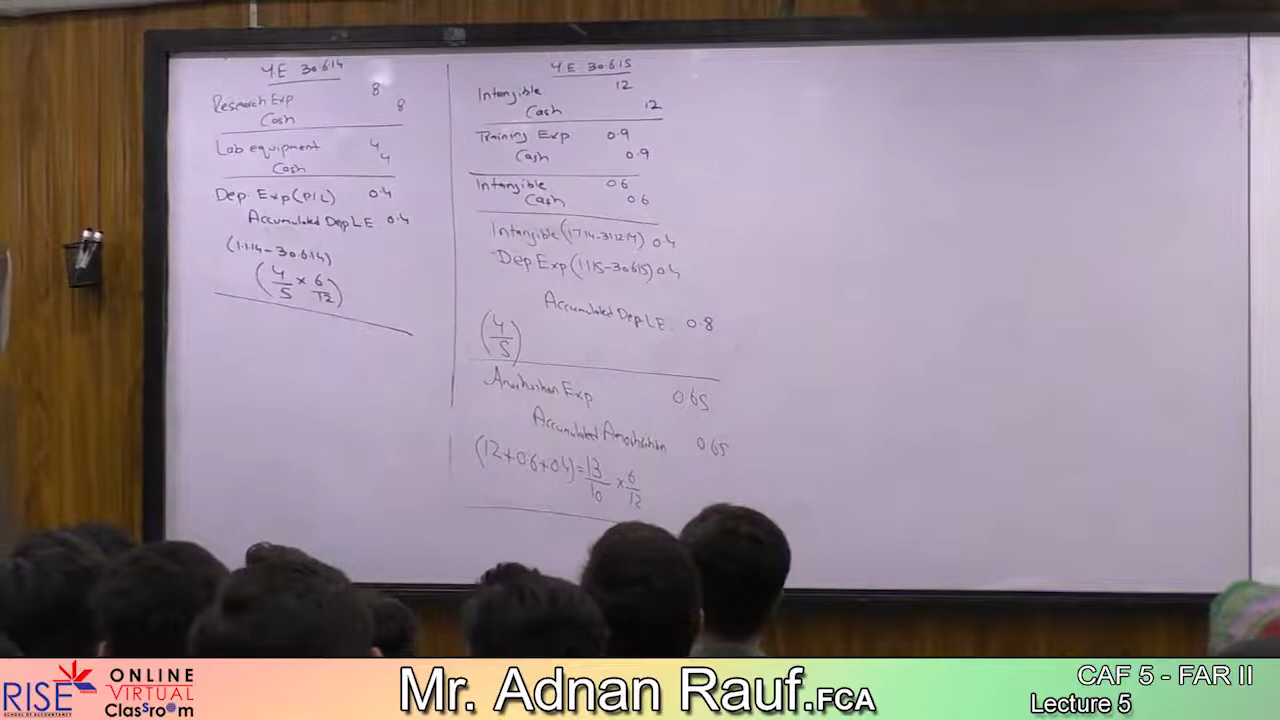 Y.E 30.6.14
Research Exp 8
Cash 8
Lab equipment 4
Cash 4
Dep. Exp (P/L) 0.4
Accumulated Dep L E 0.4
(1.1.14 - 30.6.14)
(4/5 x 6/12)
Y.E. 30.6.15
Intangible 12
Cash 12
Training Exp 0.9
Cash 0.9
Intangible 0.6
Cash 0.6
Intangible (1.7.14-31.12.14) 0.4
Dep Exp (1.1.15-30.6.15) 0.4
Accumulated Dep. L E. 0.8
(4/5)
Amortisation Exp 0.65
Accumulated Amortisation 0.65
(12+0.6+0.4) = 13/10 x 6/12
RISE
SCHOOL OF ACCOUNTANCY
ONLINE
VIRTUAL
ClassrooM
Mr. Adnan Rauf.FCA
CAF 5 - FAR II
Lecture 5